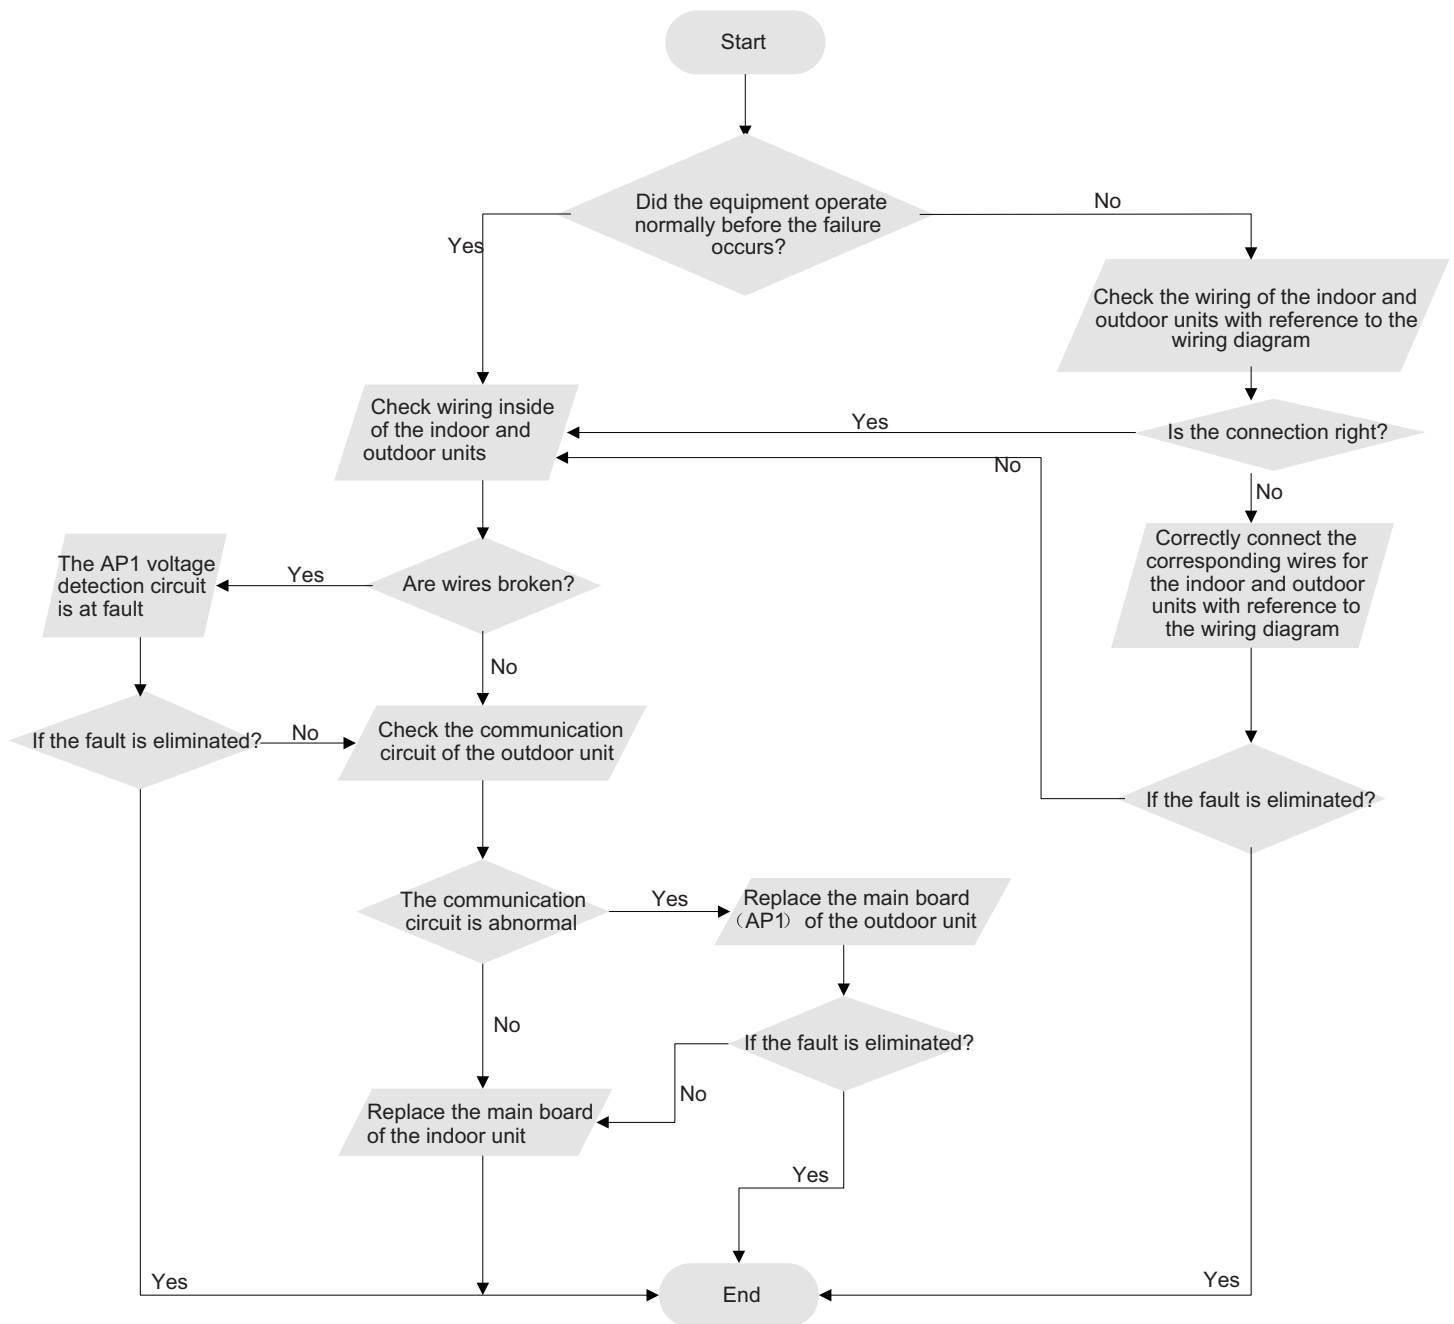 Start
Did the equipment operate
normally before the failure
occurs?
No
Yes
Check the wiring of the indoor and
outdoor units with reference to the
wiring diagram
Check wiring inside
of the indoor and
outdoor units
Yes
Is the connection right?
No
No
Correctly connect the
corresponding wires for
the indoor and outdoor
units with reference to
the wiring diagram
The AP1 voltage
detection circuit
is at fault
Yes
Are wires broken?
No
If the fault is eliminated?
No
Check the communication
circuit of the outdoor unit
If the fault is eliminated?
The communication
circuit is abnormal
Yes
Replace the main board
（AP1） of the outdoor unit
No
If the fault is eliminated?
No
Replace the main board
of the indoor unit
Yes
Yes
End
Yes